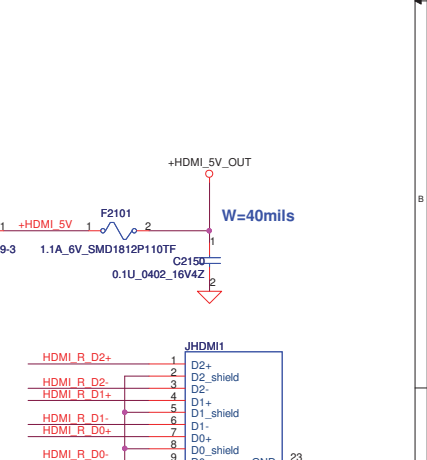 +HDMI_5V_OUT
F2101
W=40mils
1 +HDMI_5V 1 2
B
9-3 1.1A_6V_SMD1812P110TF
1
C2150
0.1U_0402_16V4Z
2
JHDMI1
HDMI_R_D2+ 1 D2+
2 D2_shield
HDMI_R_D2- 3 D2-
HDMI_R_D1+ 4 D1+
5 D1_shield
HDMI_R_D1- 6 D1-
HDMI_R_D0+ 7 D0+
8 D0_shield
HDMI_R_D0- 9 23